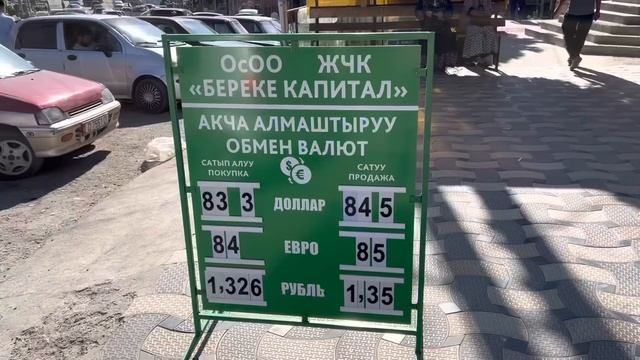 ОсОО ЖЧК
«БЕРЕКЕ КАПИТАЛ»
АКЧА АЛМАШТЫРУУ
ОБМЕН ВАЛЮТ
САТЫП АЛУУ САТУУ
ПОКУПКА $ € ПРОДАЖА
83 3 ДОЛЛАР 84 5
84 ЕВРО 85
1,326 РУБЛЬ 1,35